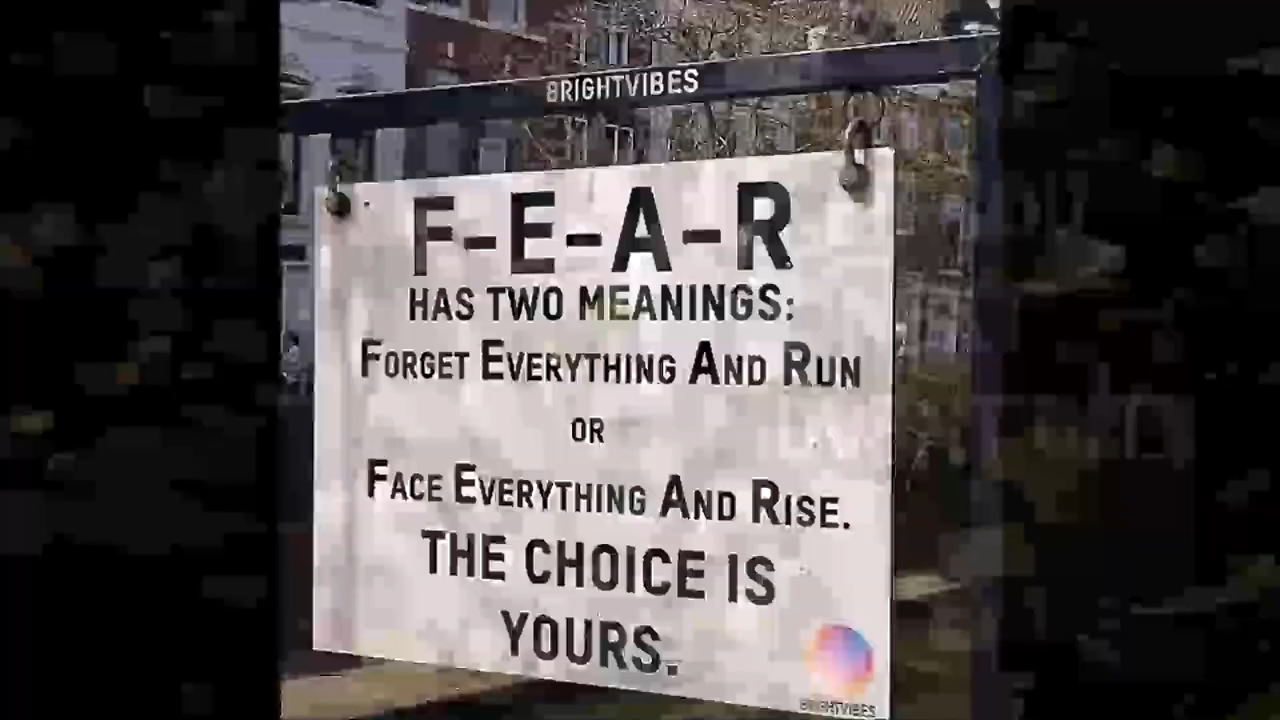 BRIGHTVIBES
F-E-A-R
HAS TWO MEANINGS:
FORGET EVERYTHING AND RUN
OR
FACE EVERYTHING AND RISE.
THE CHOICE IS
YOURS.
BRIGHTVIBES